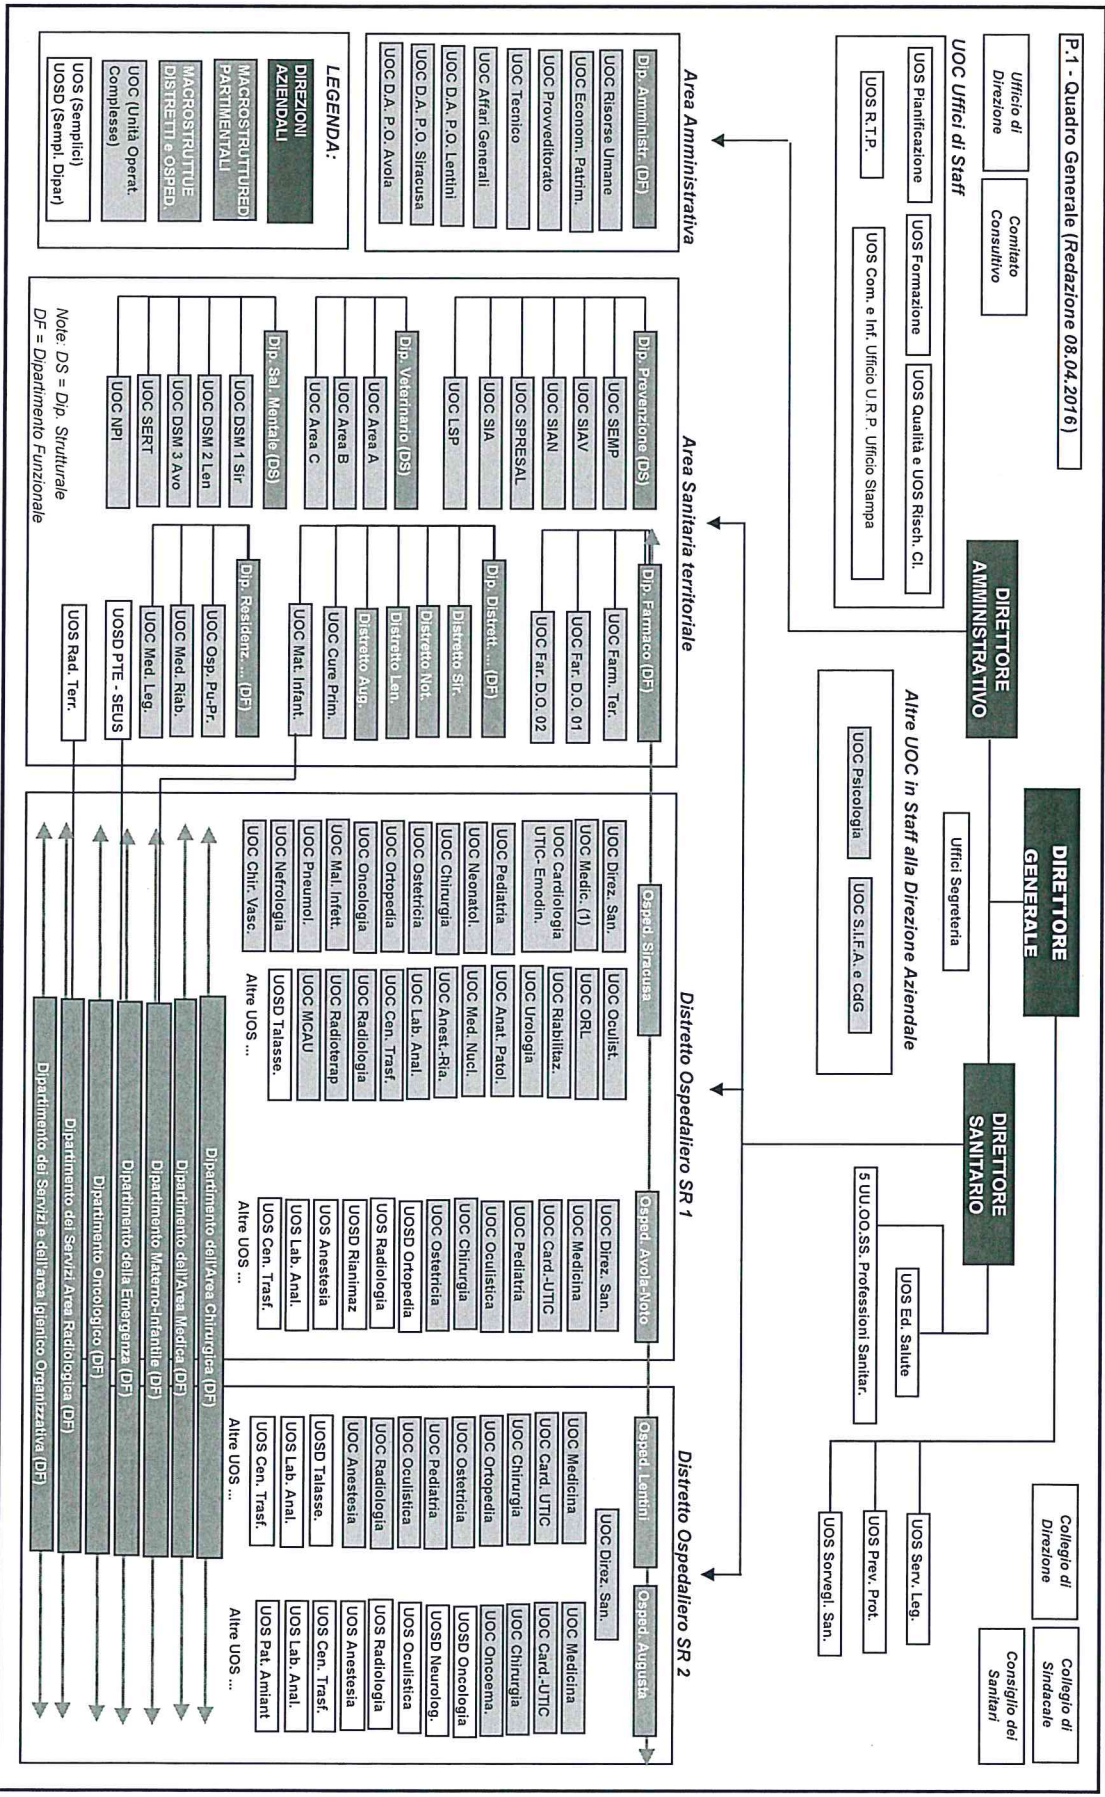 P.1 - Quadro Generale (Redazione 08.04.2016)
Ufficio di
Direzione
Comitato
Consultivo
DIRETTORE
GENERALE
Collegio di
Direzione
Collegio di
Sindacale
Consiglio dei
Sanitari
UOC Uffici di Staff
UOS Pianificazione
UOS Formazione
UOS Qualità e UOS Risch. Cl.
UOS R.T.P.
UOS Com. e Inf. Ufficio U.R.P. Ufficio Stampa
DIRETTORE
AMMINISTRATIVO
Uffici Segreteria
DIRETTORE
SANITARIO
Altre UOC in Staff alla Direzione Aziendale
UOC Psicologia
UOC S.I.F.A. e CdG
UOS Ed. Salute
5 UU.OO.SS. Professioni Sanitar.
UOS Serv. Leg.
UOS Prev. Prot.
UOS Sorvegl. San.
Area Amministrativa
Dip. Amministr. (DF)
UOC Risorse Umane
UOC Econom. Patrim.
UOC Provveditorato
UOC Tecnico
UOC Affari Generali
UOC D.A. P.O. Lentini
UOC D.A. P.O. Siracusa
UOC D.A. P.O. Avola
LEGENDA:
DIREZIONI
AZIENDALI
MACROSTRUTTURED
PARTIMENTALI
MACROSTRUTTUE
DISTRETTI e OSPED.
UOC (Unità Operat.
Complesse)
UOS (Semplici)
UOSD (Sempl. Dipar)
Area Sanitaria territoriale
Dip. Prevenzione (DS)
UOC SEMP
UOC SIAV
UOC SIAN
UOC SPRESAL
UOC SIA
UOC LSP
Dip. Veterinario (DS)
UOC Area A
UOC Area B
UOC Area C
Dip. Sal. Mentale (DS)
UOC DSM 1 Sir
UOC DSM 2 Len
UOC DSM 3 Avo
UOC SERT
UOC NPI
Note: DS = Dip. Strutturale
DF = Dipartimento Funzionale
Dip. Farmaco (DF)
UOC Farm. Ter.
UOC Far. D.O. 01
UOC Far. D.O. 02
Dip. Distrett. ... (DF)
Distretto Sir.
Distretto Not.
Distretto Len.
Distretto Aug.
UOC Cure Prim.
UOC Mat. Infant.
Dip. Residenz. ... (DF)
UOC Osp. Pu-Pr.
UOC Med. Riab.
UOC Med. Leg.
UOSD PTE - SEUS
UOS Rad. Terr.
Distretto Ospedaliero SR 1
Osped. Siracusa
UOC Direz. San.
UOC Medic. (1)
UOC Cardiologia
UTIC- Emodin.
UOC Pediatria
UOC Neonatol.
UOC Chirurgia
UOC Ostetricia
UOC Ortopedia
UOC Oncologia
UOC Mal. Infett.
UOC Pneumol.
UOC Nefrologia
UOC Chir. Vasc.
UOC Oculist.
UOC ORL
UOC Riabilitaz.
UOC Urologia
UOC Anat. Patol.
UOC Med. Nucl.
UOC Anest.-Ria.
UOC Lab. Anal.
UOC Cen. Trasf.
UOC Radiologia
UOC Radioterap
UOC MCAU
UOSD Talasse.
Altre UOS ...
Osped. Avola-Noto
UOC Direz. San.
UOC Medicina
UOC Card.-UTIC
UOC Pediatria
UOC Oculistica
UOC Chirurgia
UOC Ostetricia
UOSD Ortopedia
UOS Radiologia
UOSD Rianimaz
UOS Anestesia
UOS Lab. Anal.
UOS Cen. Trasf.
Altre UOS ...
Distretto Ospedaliero SR 2
Osped. Lentini
UOC Direz. San.
UOC Medicina
UOC Card. UTIC
UOC Chirurgia
UOC Ortopedia
UOC Ostetricia
UOC Pediatria
UOC Oculistica
UOC Radiologia
UOC Anestesia
UOSD Talasse.
UOS Lab. Anal.
UOS Cen. Trasf.
Altre UOS ...
Osped. Augusta
UOC Medicina
UOC Card.-UTIC
UOC Chirurgia
UOC Oncoema.
UOSD Oncologia
UOSD Neurolog.
UOS Oculistica
UOS Radiologia
UOS Anestesia
UOS Cen. Trasf.
UOS Lab. Anal.
UOS Pat. Amiant
Altre UOS ...
Dipartimento dell'Area Chirurgica (DF)
Dipartimento dell'Area Medica (DF)
Dipartimento Materno-Infantile (DF)
Dipartimento della Emergenza (DF)
Dipartimento Oncologico (DF)
Dipartimento dei Servizi Area Radiologica (DF)
Dipartimento dei Servizi e dell'area Igienico Organizzativa (DF)